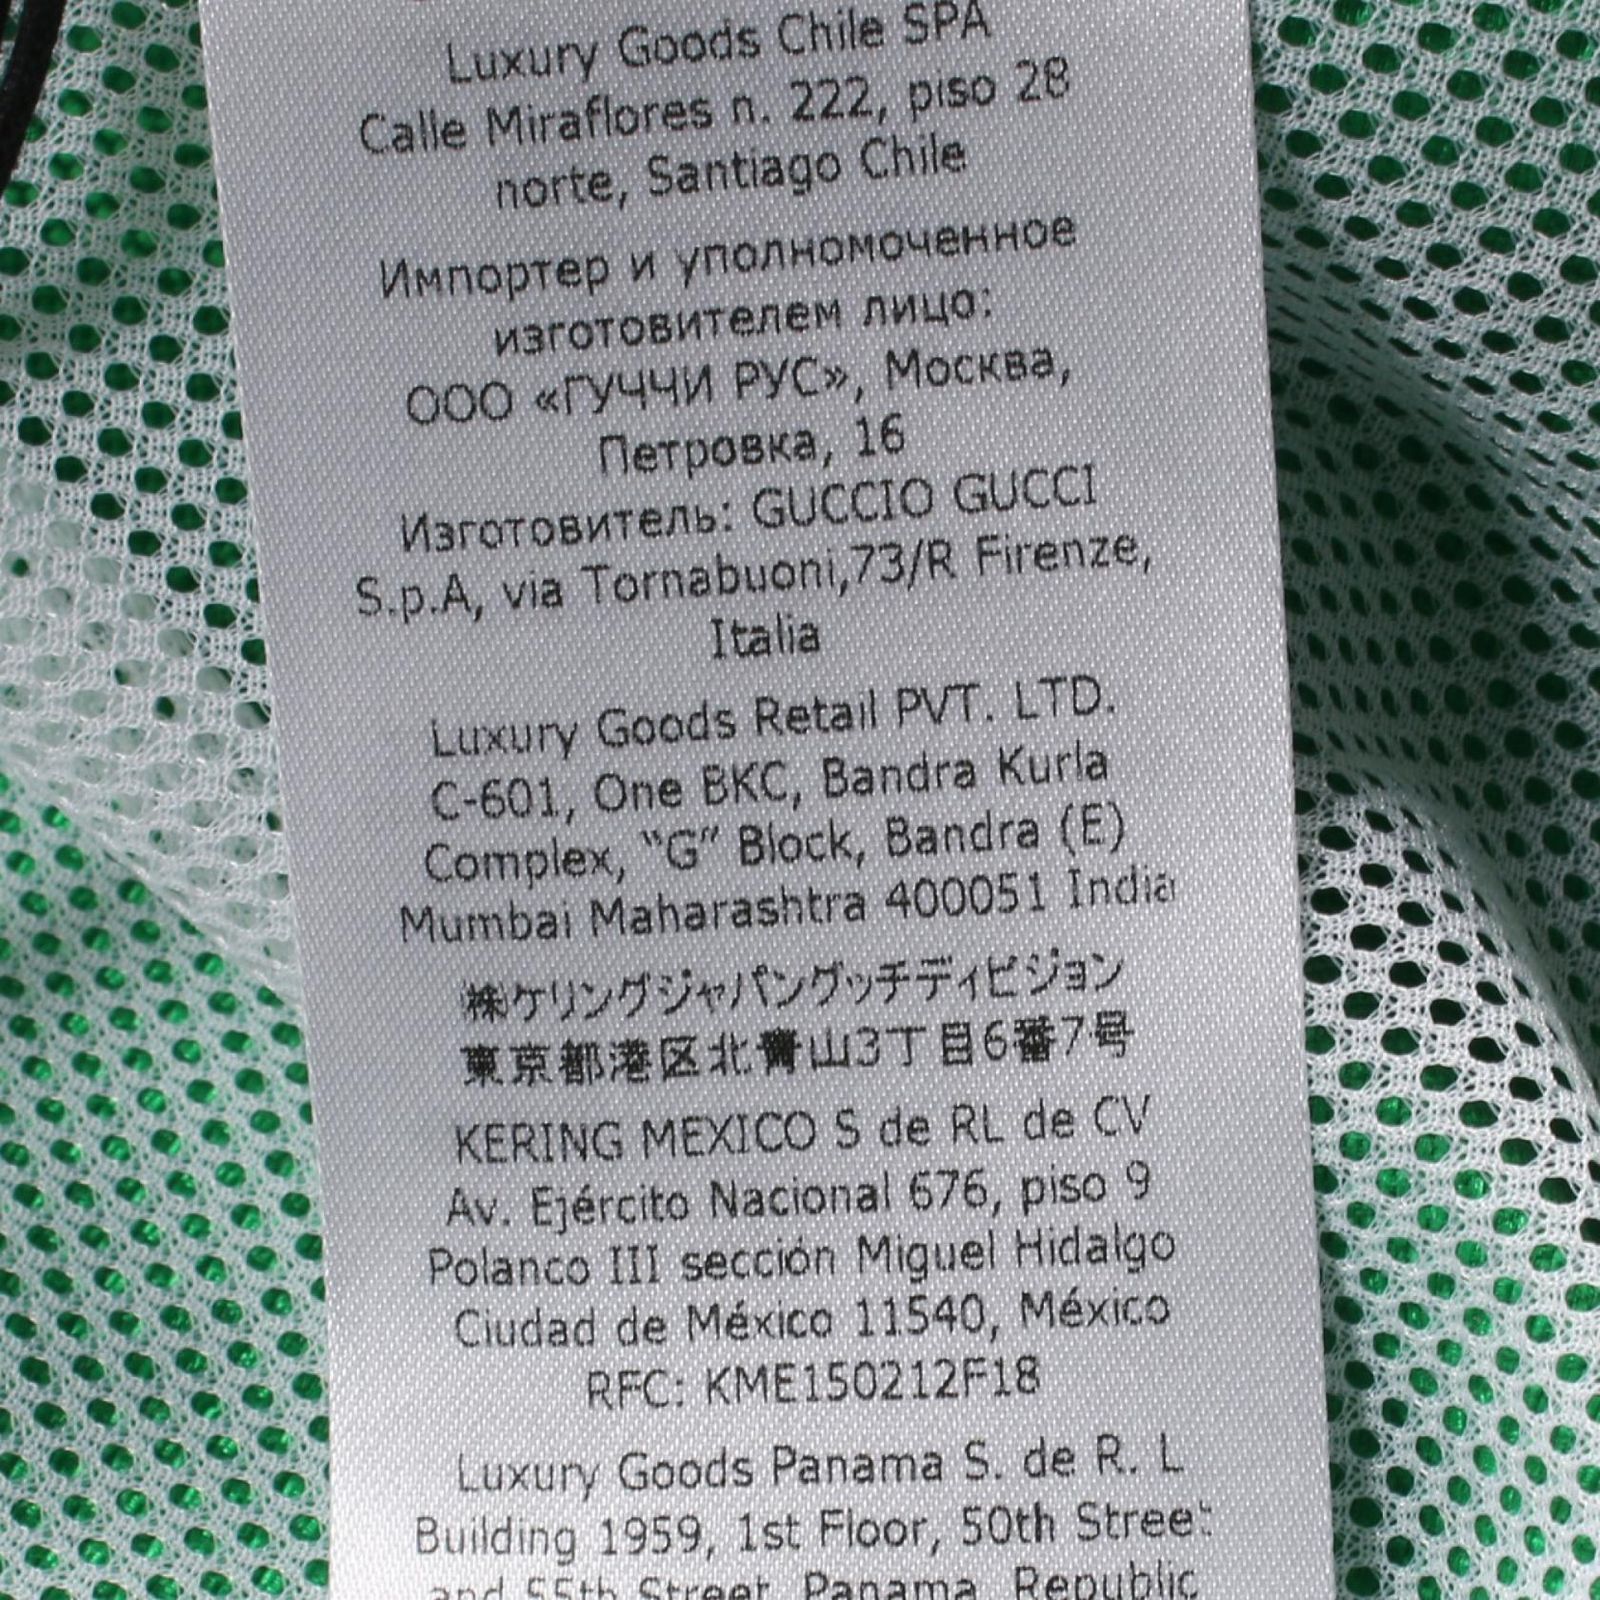 Luxury Goods Chile SPA
Calle Miraflores n. 222, piso 28
norte, Santiago Chile
Импортер и уполномоченное
изготовителем лицо:
ООО «ГУЧЧИ РУС», Москва,
Петровка, 16
Изготовитель: GUCCIO GUCCI
S.p.A, via Tornabuoni,73/R Firenze,
Italia
Luxury Goods Retail PVT. LTD.
C-601, One BKC, Bandra Kurla
Complex, "G" Block, Bandra (E)
Mumbai Maharashtra 400051 India
㈱ケリングジャパングッチディビジョン
東京都港区北青山3丁目6番7号
KERING MEXICO S de RL de CV
Av. Ejército Nacional 676, piso 9
Polanco III sección Miguel Hidalgo
Ciudad de México 11540, México
RFC: KME150212F18
Luxury Goods Panama S. de R. L
Building 1959, 1st Floor, 50th Street
and 55th Street, Panama, Republic